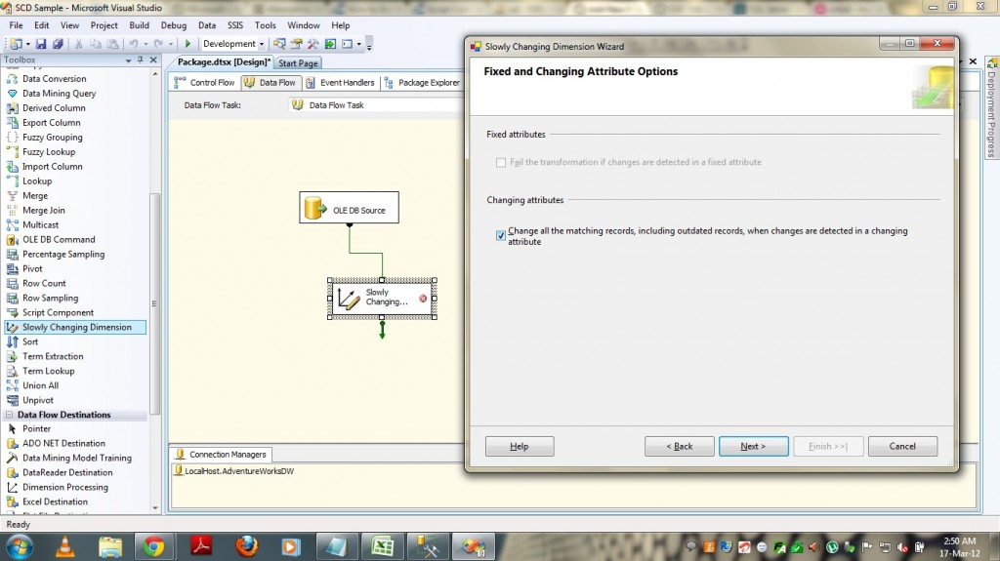 SCD Sample - Microsoft Visual Studio
File Edit View Project Build Debug Data SSIS Tools Window Help
Development
Toolbox
Data Conversion
Data Mining Query
Derived Column
Export Column
Fuzzy Grouping
Fuzzy Lookup
Import Column
Lookup
Merge
Merge Join
Multicast
OLE DB Command
Percentage Sampling
Pivot
Row Count
Row Sampling
Script Component
Slowly Changing Dimension
Sort
Term Extraction
Term Lookup
Union All
Unpivot
Data Flow Destinations
Pointer
ADO NET Destination
Data Mining Model Training
DataReader Destination
Dimension Processing
Excel Destination
Package.dtsx [Design]* Start Page
Control Flow Data Flow Event Handlers Package Explorer
Data Flow Task: Data Flow Task
OLE DB Source
Slowly
Changing...
Connection Managers
LocalHost.AdventureWorksDW
Slowly Changing Dimension Wizard
Fixed and Changing Attribute Options
Fixed attributes
Fail the transformation if changes are detected in a fixed attribute
Changing attributes
Change all the matching records, including outdated records, when changes are detected in a changing
attribute
Help < Back Next > Finish >>| Cancel
Deployment Progress
Ready
2:50 AM
17-Mar-12